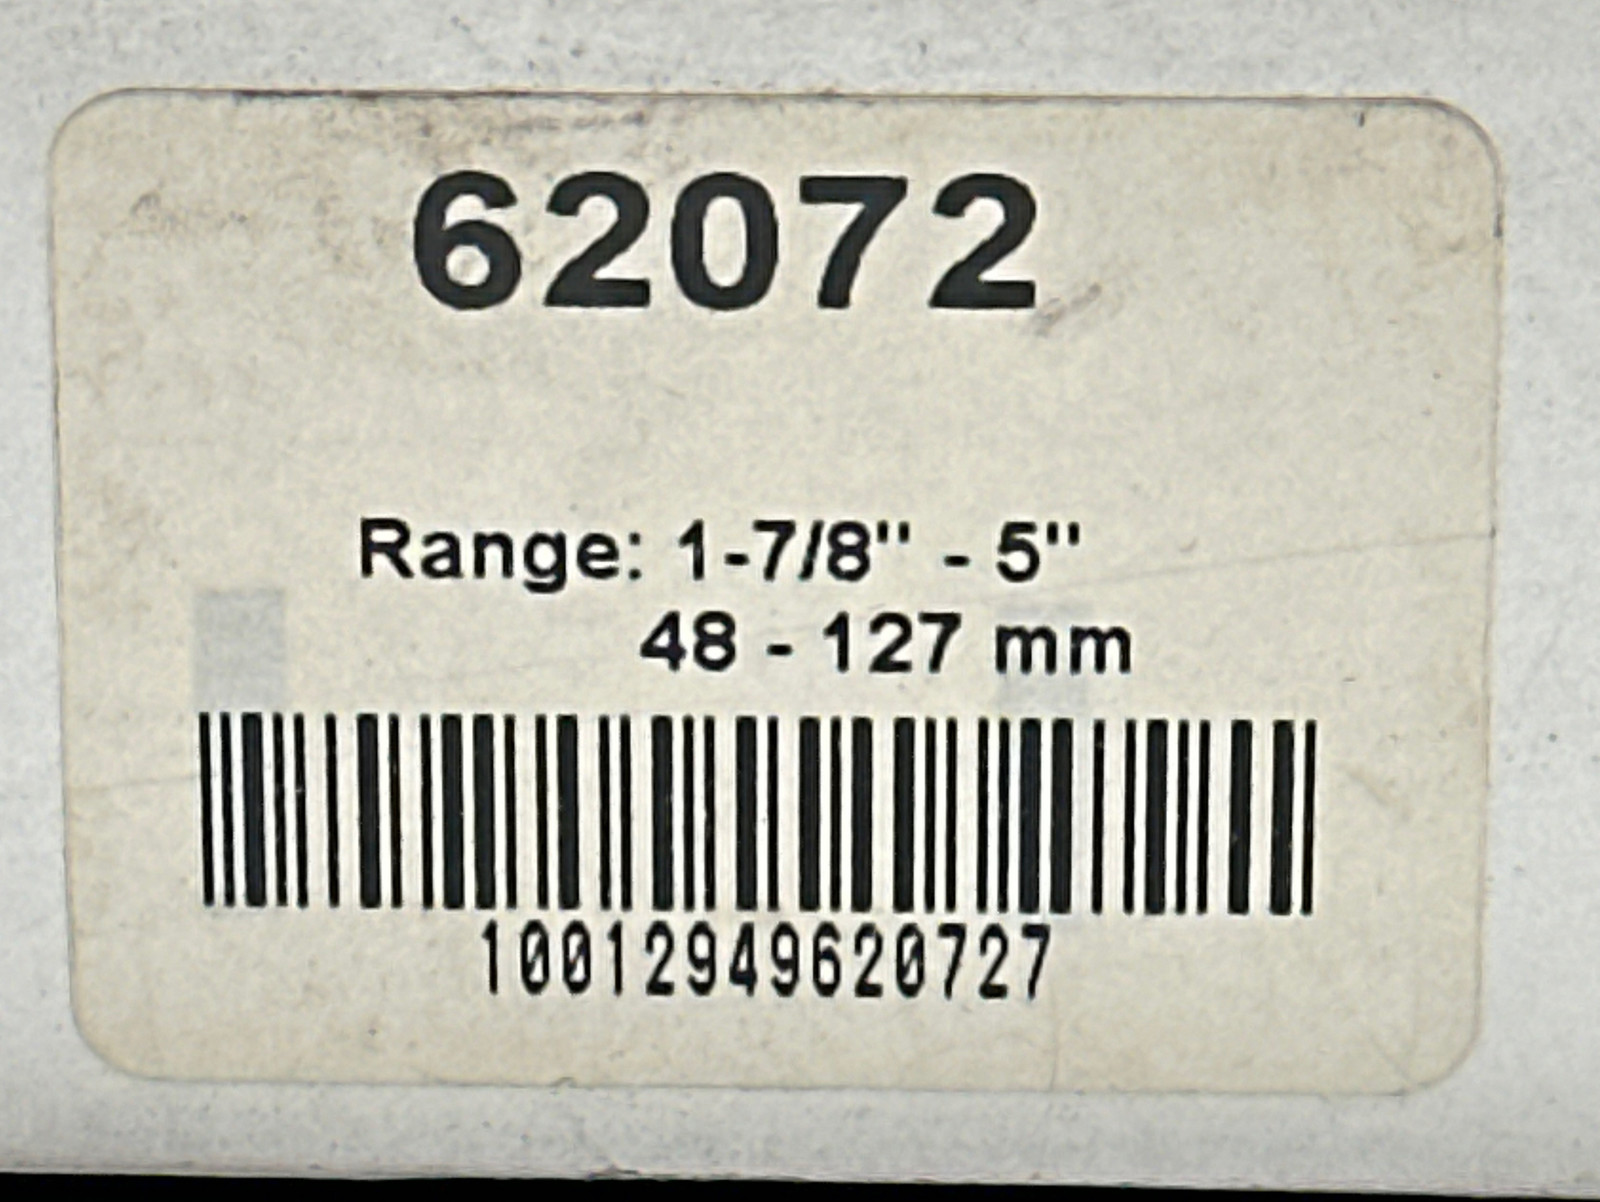 62072
Range: 1-7/8" - 5"
48 - 127 mm
10012949620727